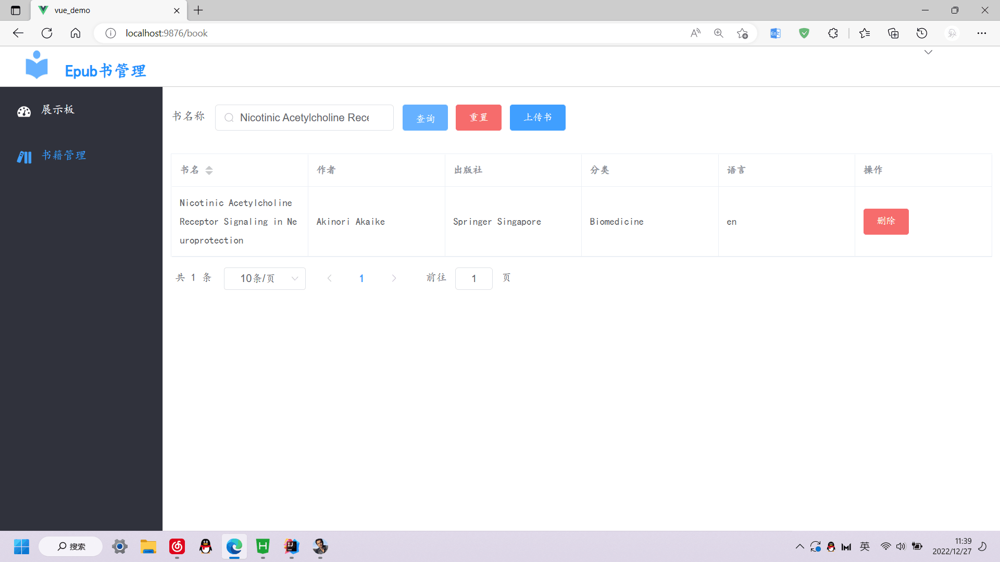 vue_demo
localhost:9876/book
Epub书管理
展示板
书籍管理
书名称 Nicotinic Acetylcholine Rece 查询 重置 上传书
书名 作者 出版社 分类 语言 操作
Nicotinic Acetylcholine
Receptor Signaling in Ne
uroprotection
Akinori Akaike
Springer Singapore
Biomedicine
en
删除
共 1 条 10条/页 1 前往 1 页
搜索
英
11:39
2022/12/27